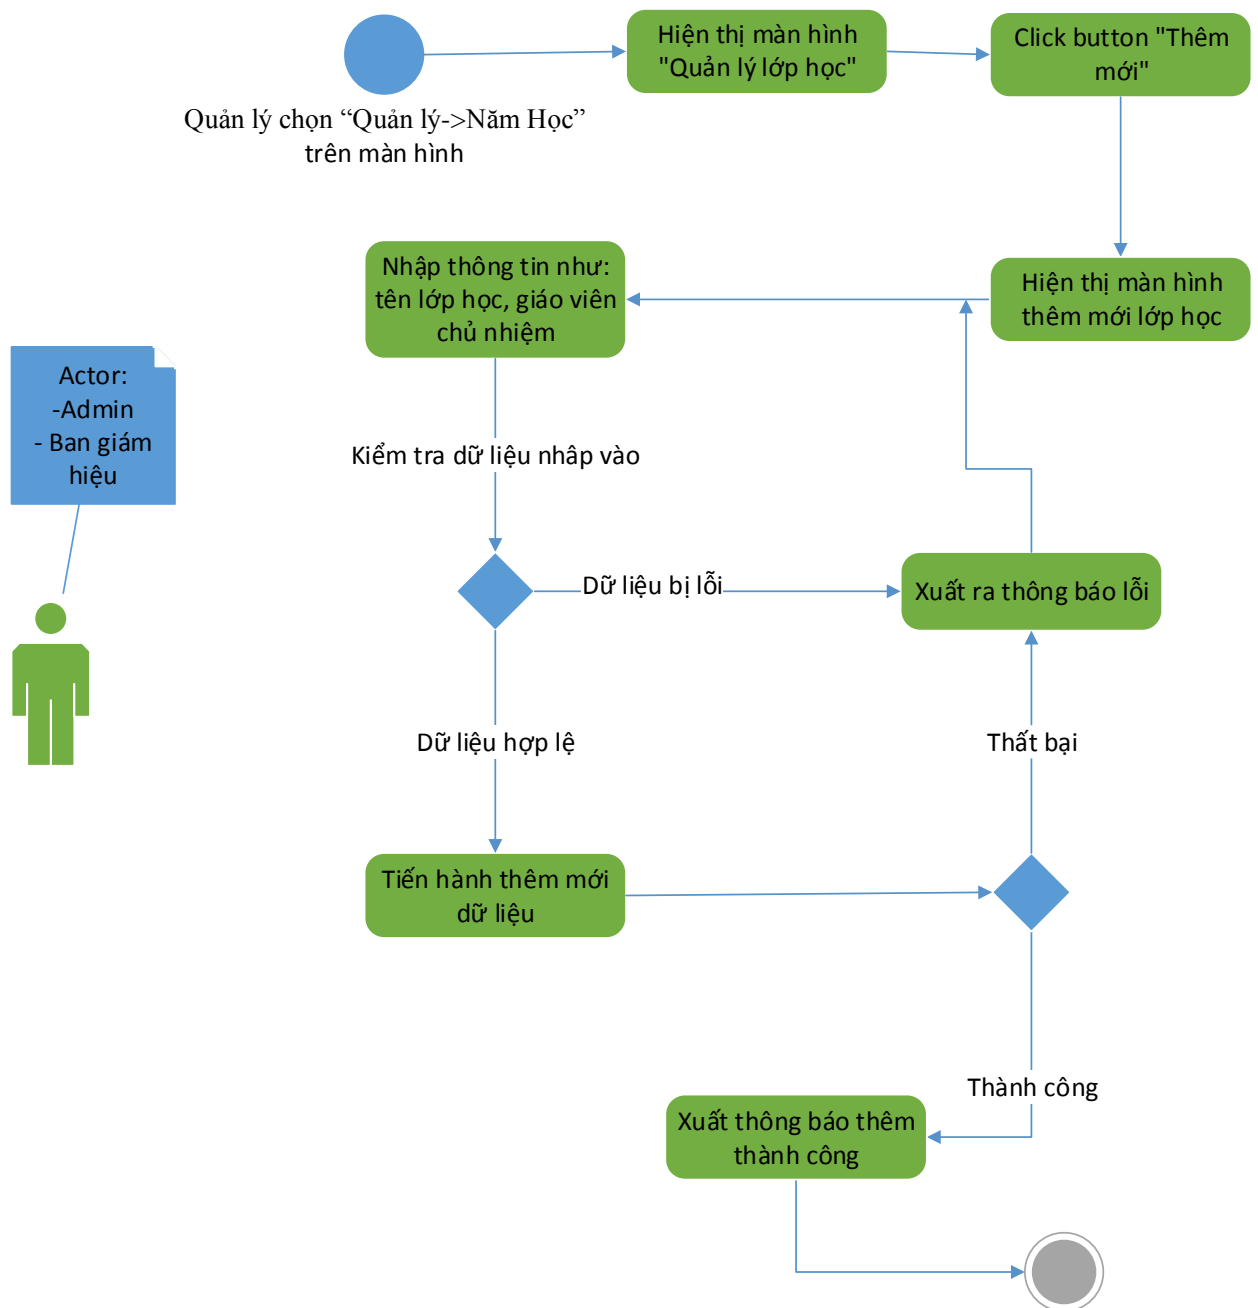 Hiện thị màn hình
"Quản lý lớp học"
Click button "Thêm
mới"
Quản lý chọn “Quản lý->Năm Học”
trên màn hình
Nhập thông tin như:
tên lớp học, giáo viên
chủ nhiệm
Hiện thị màn hình
thêm mới lớp học
Actor:
-Admin
- Ban giám
hiệu
Kiểm tra dữ liệu nhâp vào
Dữ liệu bị lỗi
Xuất ra thông báo lỗi
Dữ liệu hợp lệ
Thất bại
Tiến hành thêm mới
dữ liệu
Thành công
Xuất thông báo thêm
thành công